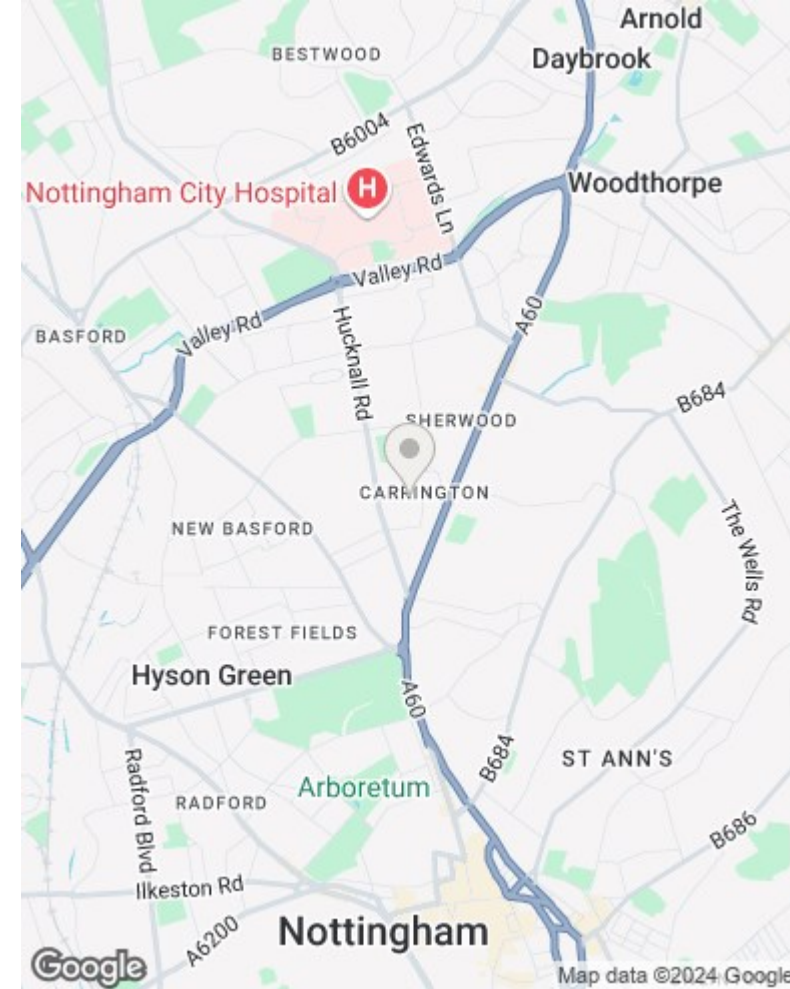 Arnold
BESTWOOD
Daybrook
B6004
Edwards Ln
Nottingham City Hospital
H
Woodthorpe
Valley Rd
A60
Valley Rd
BASFORD
Hucknall Rd
B684
SHERWOOD
CARRINGTON
NEW BASFORD
The Wells Rd
FOREST FIELDS
Hyson Green
A60
B684
ST ANN'S
Arboretum
Radford Blvd
RADFORD
B686
Ilkeston Rd
A6200
Nottingham
Google
Map data ©2024 Google